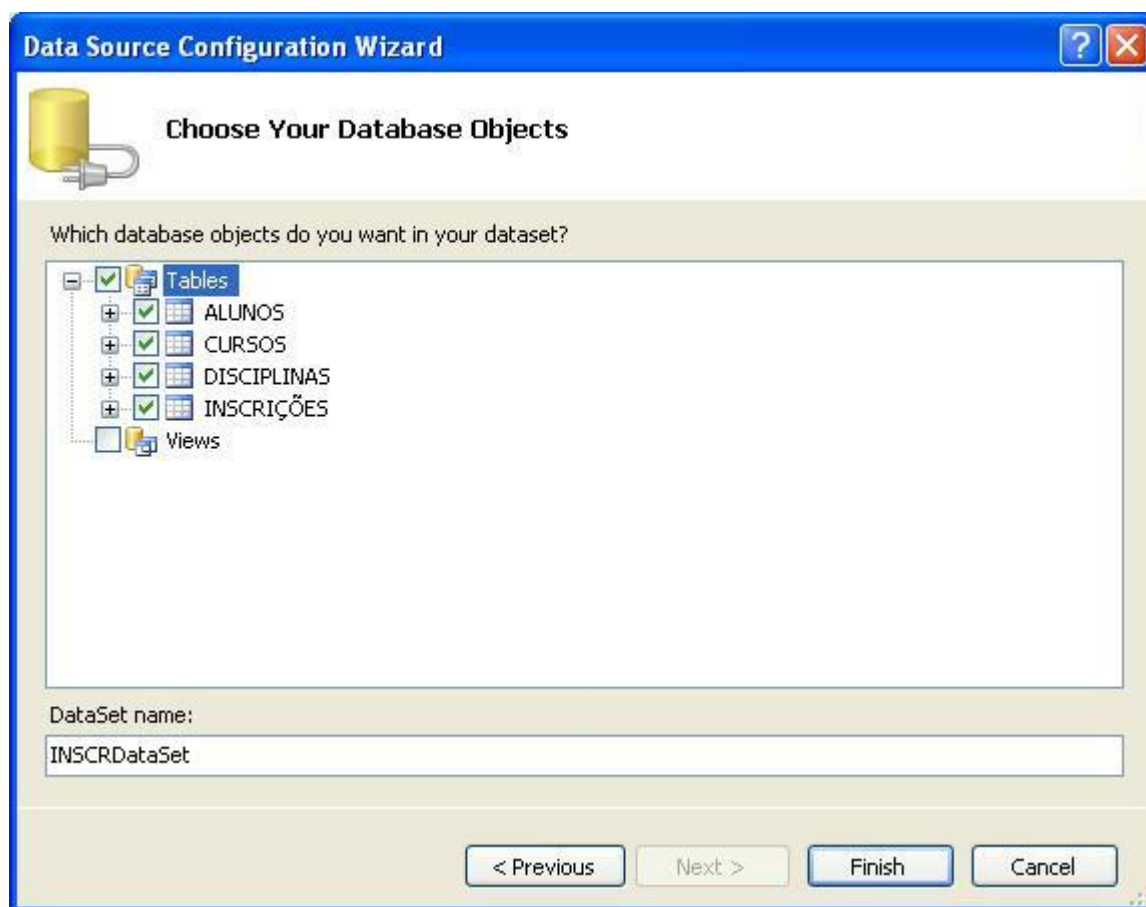 Data Source Configuration Wizard
Choose Your Database Objects
Which database objects do you want in your dataset?
Tables
ALUNOS
CURSOS
DISCIPLINAS
INSCRIÇÕES
Views
DataSet name:
INSCRDataSet
< Previous Next > Finish Cancel